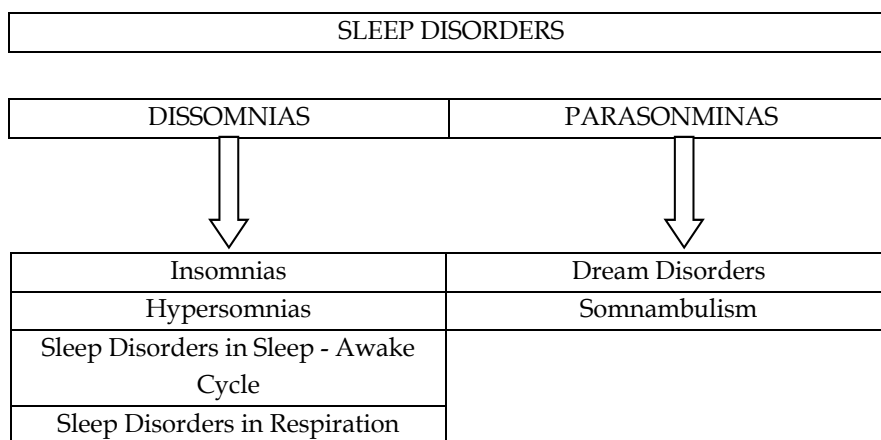 SLEEP DISORDERS
DISSOMNIAS
PARASONMINAS
Insomnias
Dream Disorders
Hypersomnias
Somnambulism
Sleep Disorders in Sleep - Awake
Cycle
Sleep Disorders in Respiration